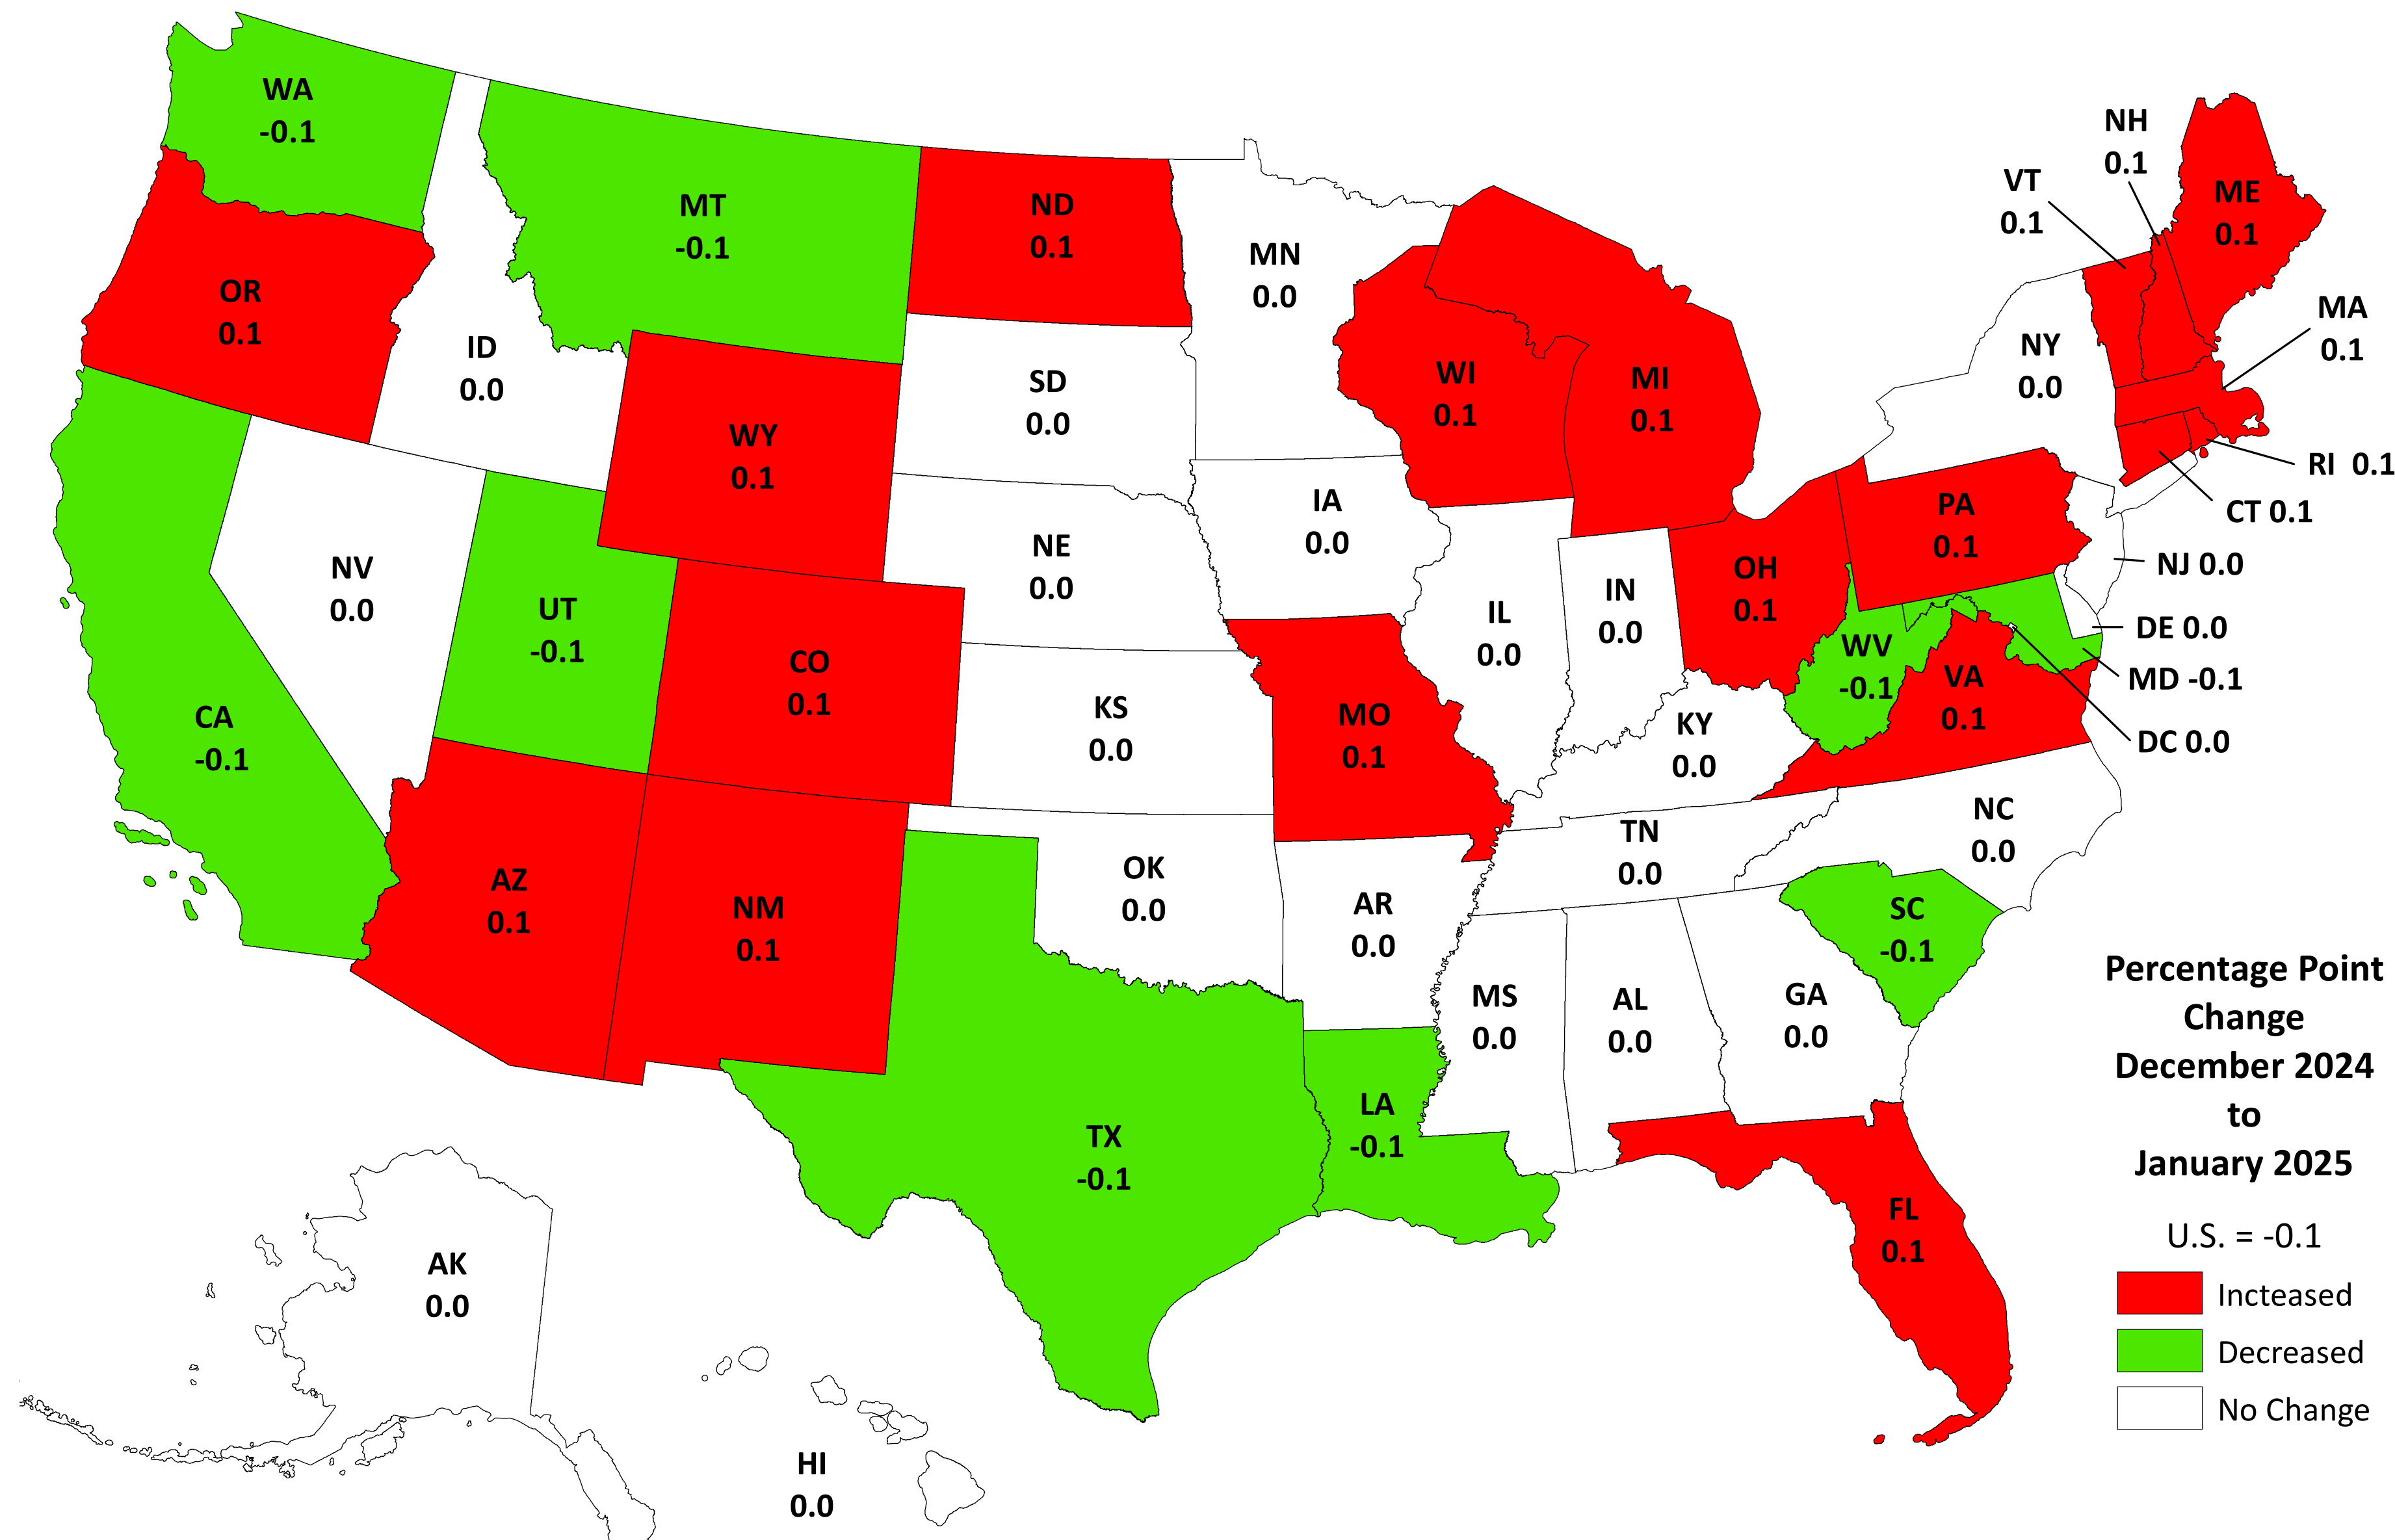 WA
-0.1
MT
-0.1
ND
0.1
MN
0.0
NH
0.1
VT
0.1
ME
0.1
OR
0.1
ID
0.0
WY
0.1
SD
0.0
WI
0.1
MI
0.1
NY
0.0
MA
0.1
RI 0.1
CT 0.1
NV
0.0
UT
-0.1
CO
0.1
NE
0.0
IA
0.0
IL
0.0
IN
0.0
OH
0.1
PA
0.1
NJ 0.0
DE 0.0
MD -0.1
DC 0.0
WV
-0.1
VA
0.1
CA
-0.1
KS
0.0
MO
0.1
KY
0.0
TN
0.0
NC
0.0
AZ
0.1
NM
0.1
OK
0.0
AR
0.0
SC
-0.1
MS
0.0
AL
0.0
GA
0.0
TX
-0.1
LA
-0.1
FL
0.1
AK
0.0
HI
0.0
Percentage Point
Change
December 2024
to
January 2025
U.S. = -0.1
Incteased
Decreased
No Change